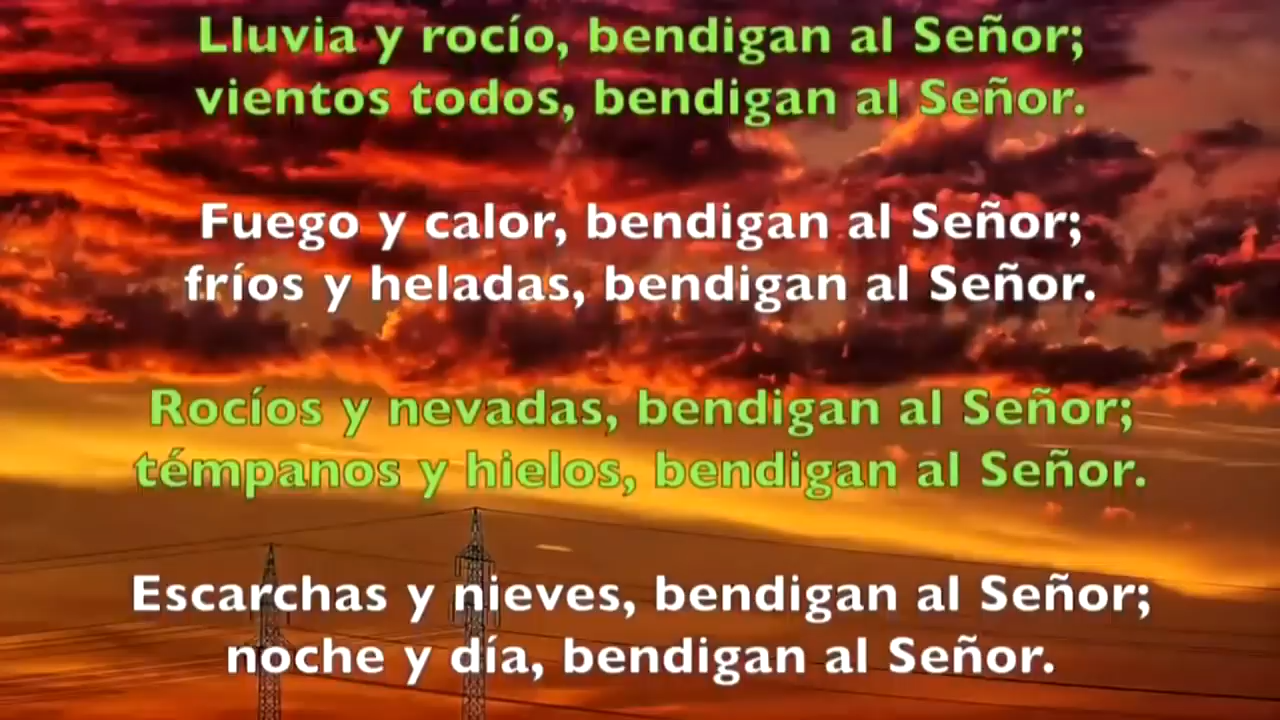 Lluvia y rocío, bendigan al Señor;
vientos todos, bendigan al Señor.
Fuego y calor, bendigan al Señor;
fríos y heladas, bendigan al Señor.
Rocíos y nevadas, bendigan al Señor;
témpanos y hielos, bendigan al Señor.
Escarchas y nieves, bendigan al Señor;
noche y día, bendigan al Señor.